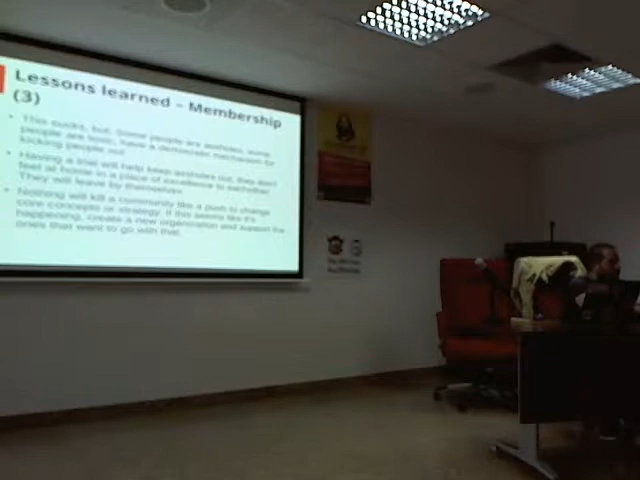 Lessons learned – Membership
(3)
• This sucks, but. Some people are assholes, some
people are toxic, have a democratic mechanism for
kicking people out.
• Having a trial will help keep assholes out, they don't
feel at home in a place of excellence to eachother.
They will leave by themselves.
• Nothing will kill a community like a push to change
core concepts or strategy. If this seems like it's
happening, create a new organization and support the
ones that want to go with that.